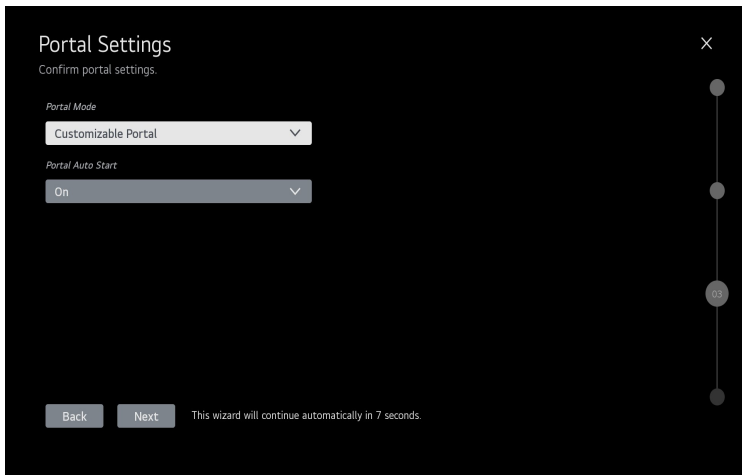 Portal Settings
Confirm portal settings.
Portal Mode
Customizable Portal
Portal Auto Start
On
03
Back Next This wizard will continue automatically in 7 seconds.